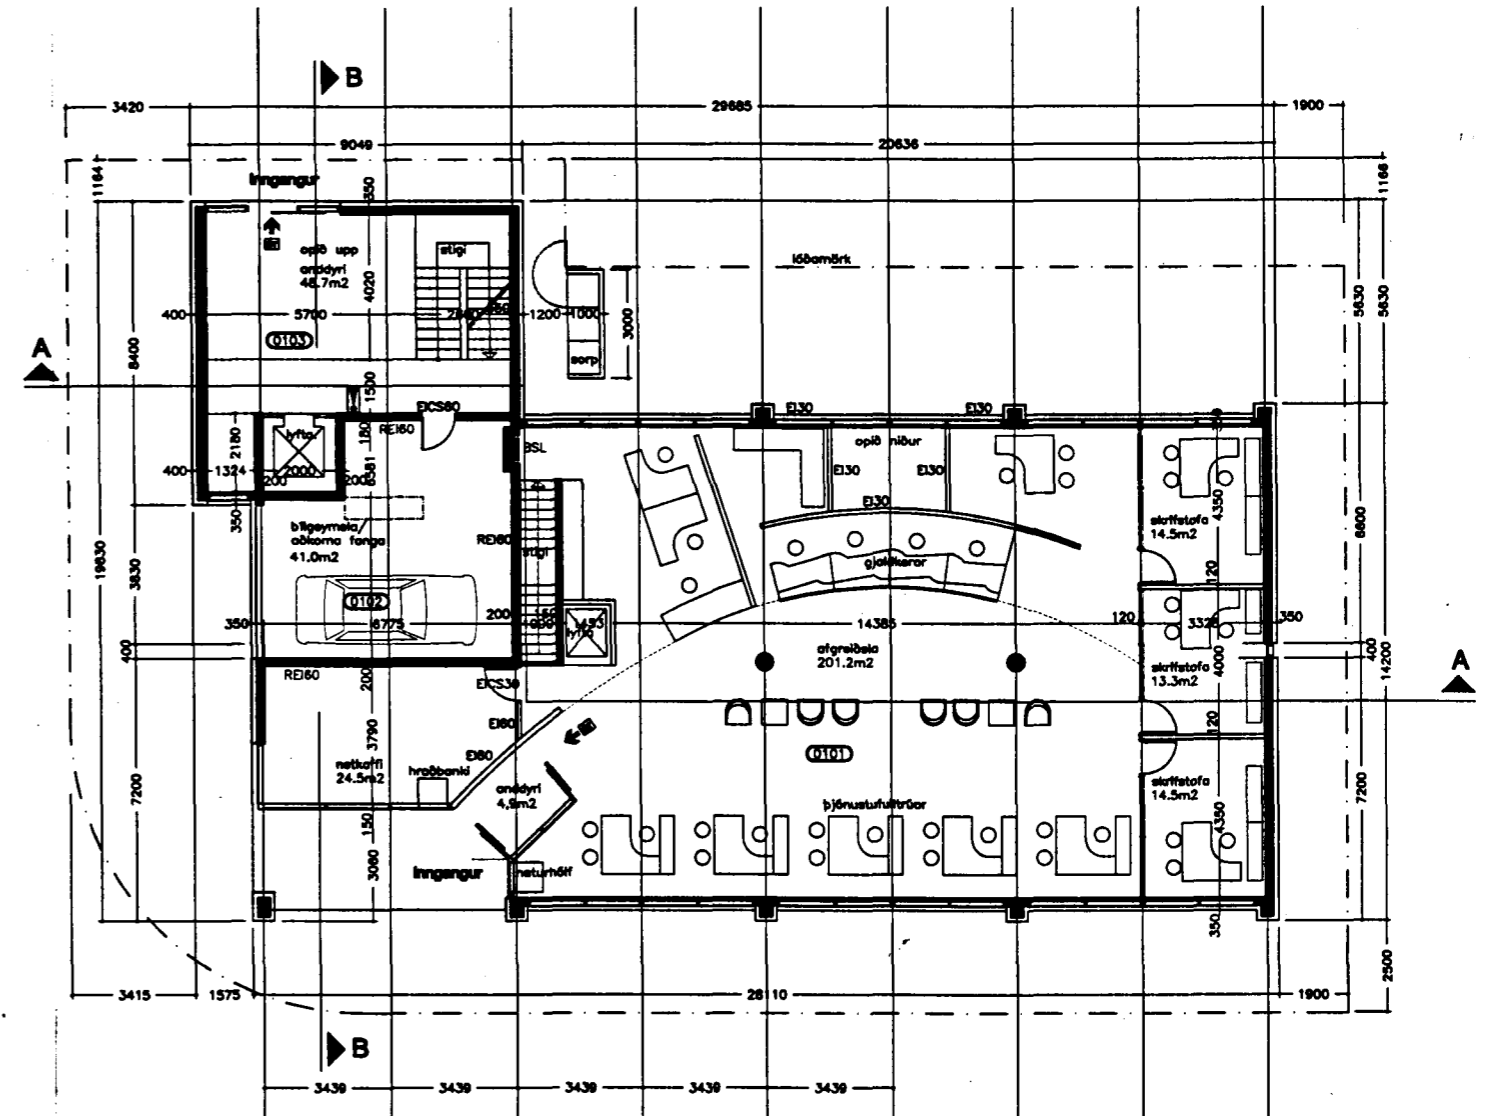 B
3420
29685
1900
9049
20636
1164
Inngangur
350
1166
opið upp
anddyri
48.7m2
stigi
lóðamörk
4020
400
5700
1200
1000
3000
5630
5630
0103
sorp
A
8400
1500
EICS60
EI30
EI30
REI60
180
lyfta
2180
BSL
opið niður
EI30
EI30
400
1324
2000
200
200
6581
4350
EI30
350
bílgeymsla/
aðkoma fanga
41.0m2
skrifstofa
14.5m2
6600
REI60
stigi
gjaldkerar
19830
3830
120
0102
200
350
6775
1453
14385
120
3326
350
lyfta
400
afgreiðsla
201.2m2
400
14200
REI60
200
EICS30
skrifstofa
13.3m2
4000
A
EI60
120
3790
EI60
0101
netkaffi
24.5m2
hraðbanki
anddyri
4.9m2
skrifstofa
14.5m2
7200
7200
150
þjónustufulltrúar
4350
3060
Inngangur
næturhólf
350
2500
3415
1575
28110
1900
B
3439
3439
3439
3439
3439